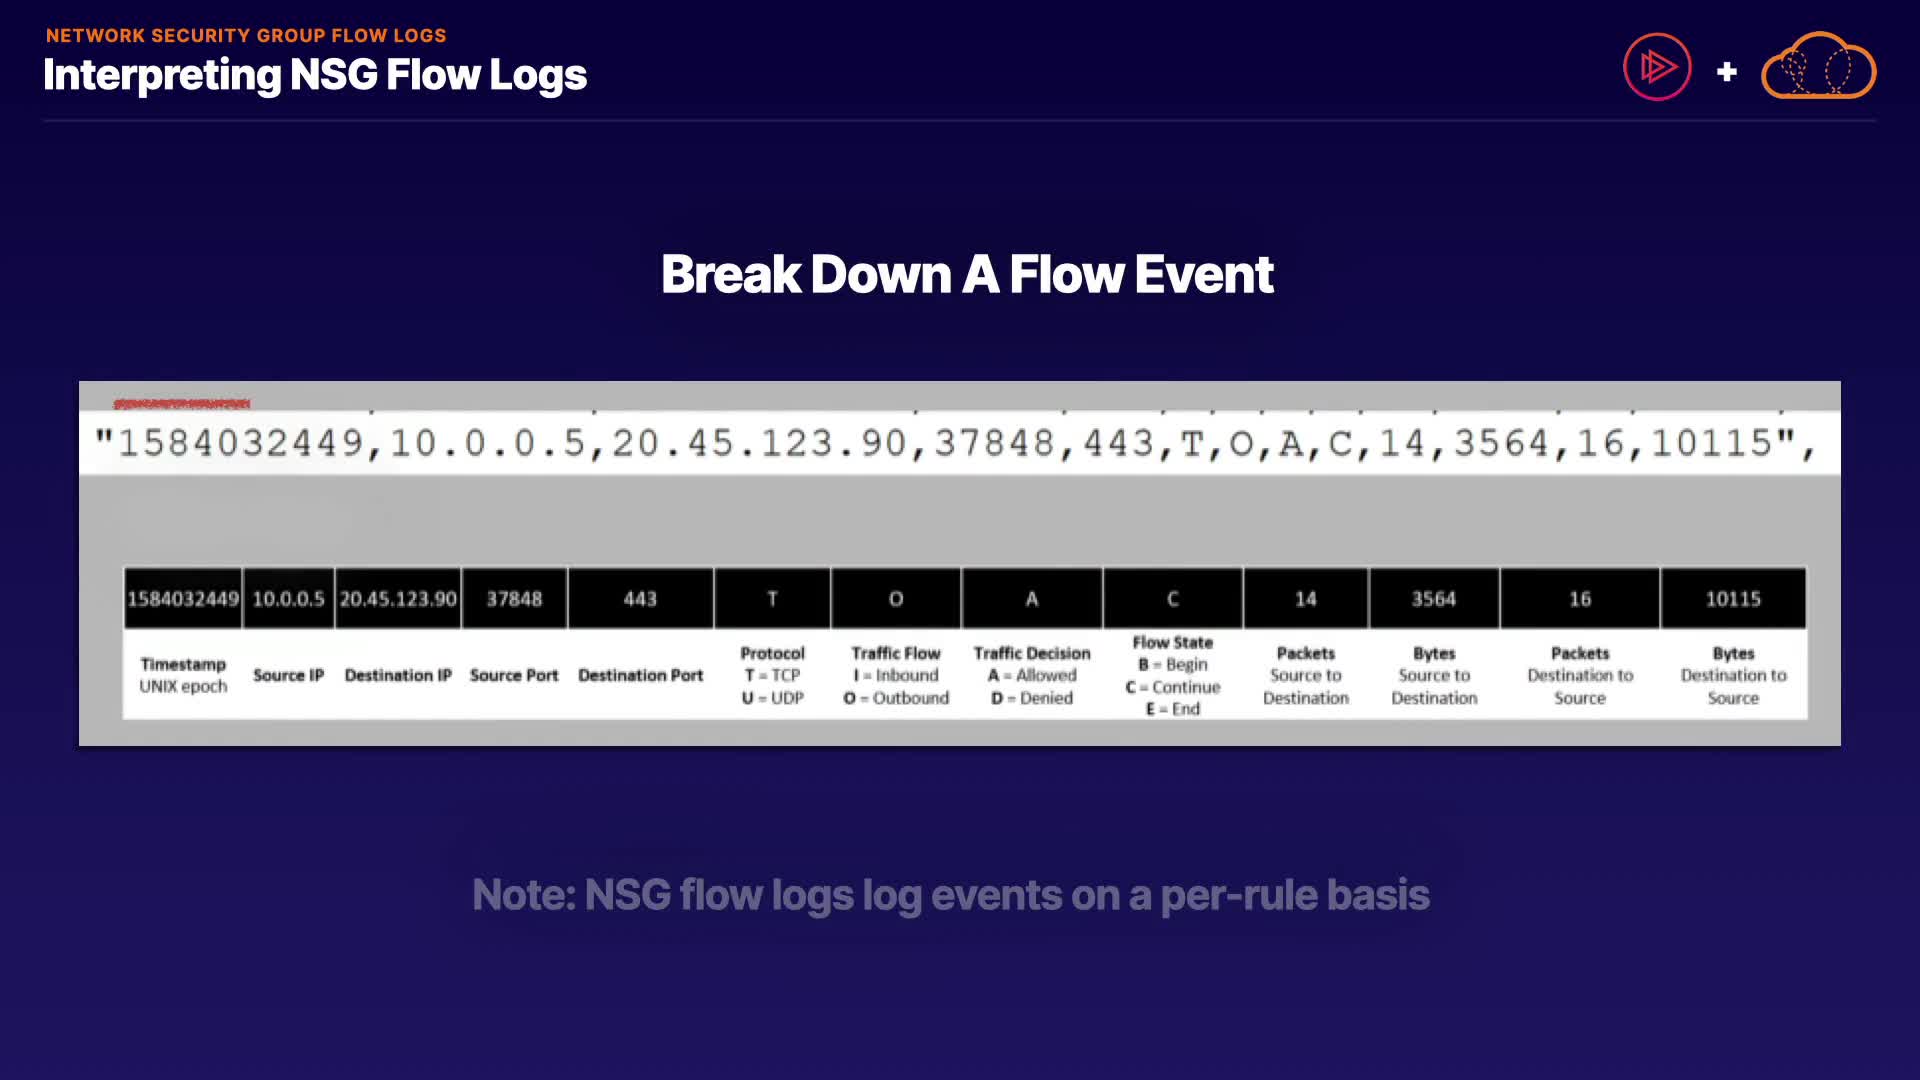 NETWORK SECURITY GROUP FLOW LOGS
Interpreting NSG Flow Logs
+
Break Down A Flow Event
"1584032449,10.0.0.5,20.45.123.90,37848,443,T,O,A,C,14,3564,16,10115",
1584032449 10.0.0.5 20.45.123.90 37848 443 T O A C 14 3564 16 10115
Timestamp
UNIX epoch
Source IP
Destination IP
Source Port
Destination Port
Protocol
T = TCP
U = UDP
Traffic Flow
I = Inbound
O = Outbound
Traffic Decision
A = Allowed
D = Denied
Flow State
B = Begin
C = Continue
E = End
Packets
Source to
Destination
Bytes
Source to
Destination
Packets
Destination to
Source
Bytes
Destination to
Source
Note: NSG flow logs log events on a per-rule basis